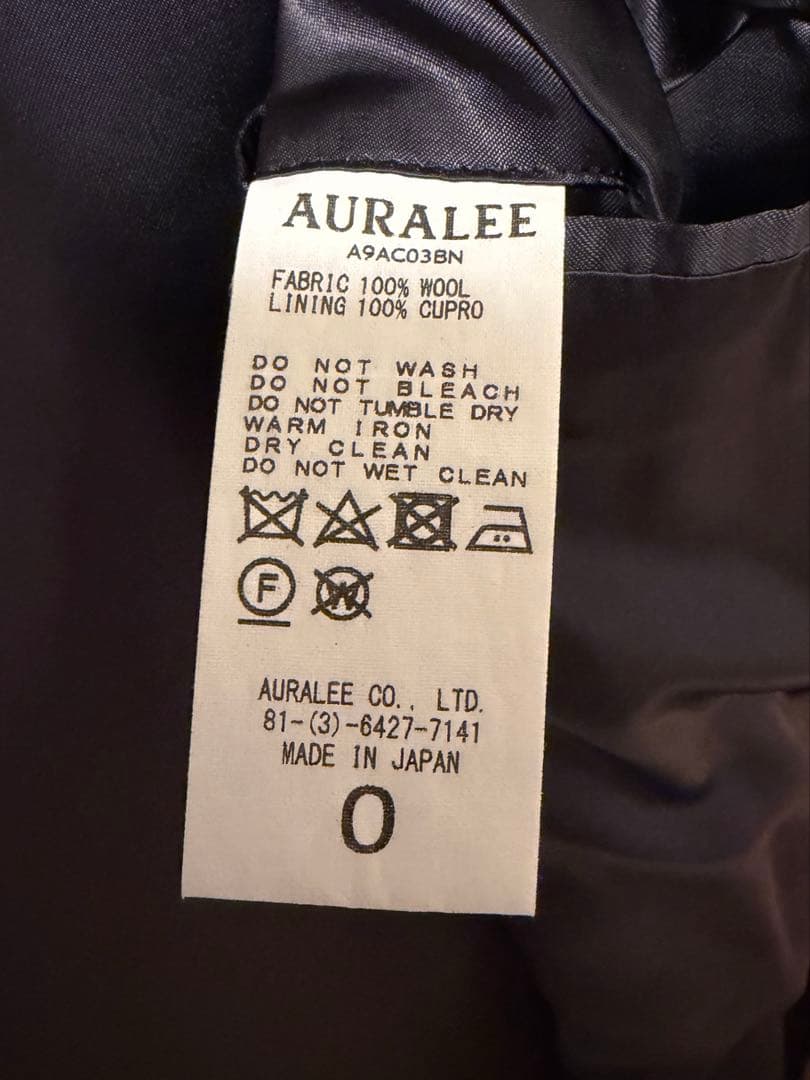 AURALEE
A9AC03BN
FABRIC 100% WOOL
LINING 100% CUPRO
DO NOT WASH
DO NOT BLEACH
DO NOT TUMBLE DRY
WARM IRON
DRY CLEAN
DO NOT WET CLEAN
F W
AURALEE CO., LTD.
81-(3)-6427-7141
MADE IN JAPAN
0